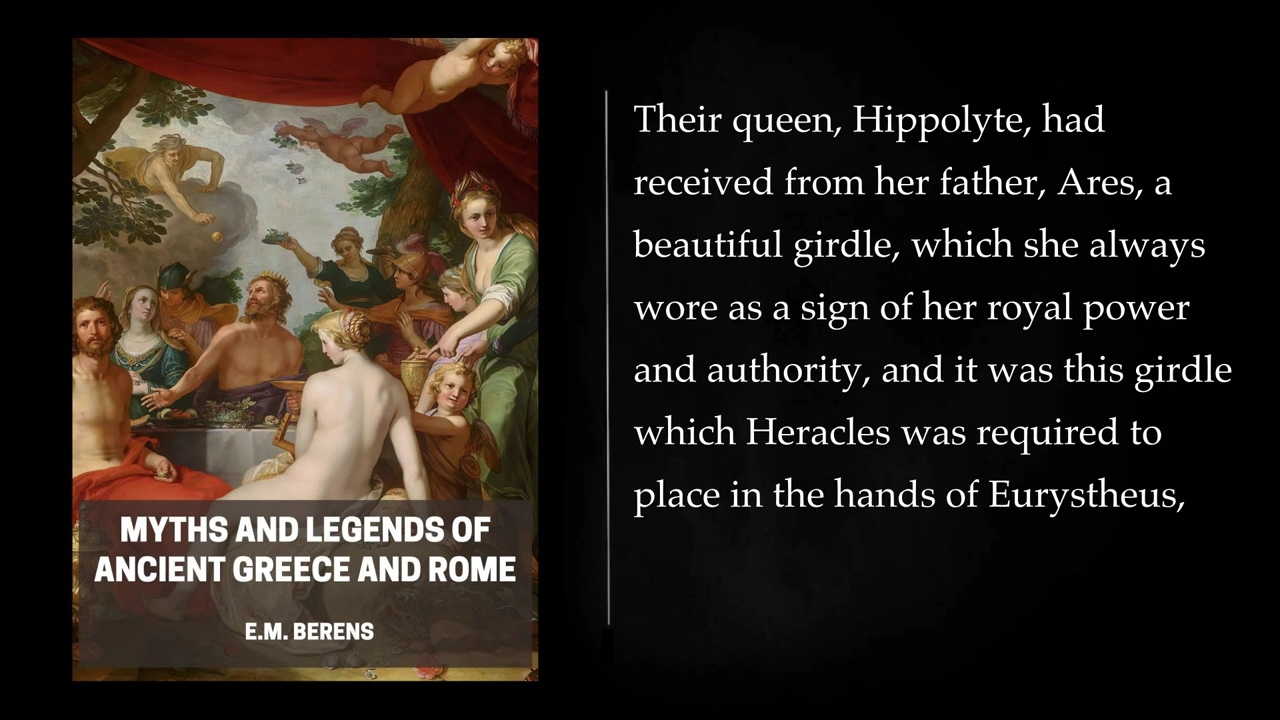 MYTHS AND LEGENDS OF
ANCIENT GREECE AND ROME
E.M. BERENS
Their queen, Hippolyte, had
received from her father, Ares, a
beautiful girdle, which she always
wore as a sign of her royal power
and authority, and it was this girdle
which Heracles was required to
place in the hands of Eurystheus,